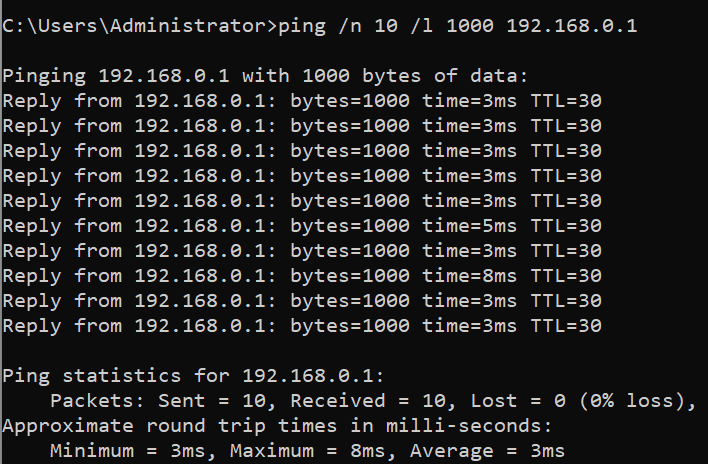 C:\Users\Administrator>ping /n 10 /l 1000 192.168.0.1
Pinging 192.168.0.1 with 1000 bytes of data:
Reply from 192.168.0.1: bytes=1000 time=3ms TTL=30
Reply from 192.168.0.1: bytes=1000 time=3ms TTL=30
Reply from 192.168.0.1: bytes=1000 time=3ms TTL=30
Reply from 192.168.0.1: bytes=1000 time=3ms TTL=30
Reply from 192.168.0.1: bytes=1000 time=3ms TTL=30
Reply from 192.168.0.1: bytes=1000 time=5ms TTL=30
Reply from 192.168.0.1: bytes=1000 time=3ms TTL=30
Reply from 192.168.0.1: bytes=1000 time=8ms TTL=30
Reply from 192.168.0.1: bytes=1000 time=3ms TTL=30
Reply from 192.168.0.1: bytes=1000 time=3ms TTL=30
Ping statistics for 192.168.0.1:
    Packets: Sent = 10, Received = 10, Lost = 0 (0% loss),
Approximate round trip times in milli-seconds:
    Minimum = 3ms, Maximum = 8ms, Average = 3ms